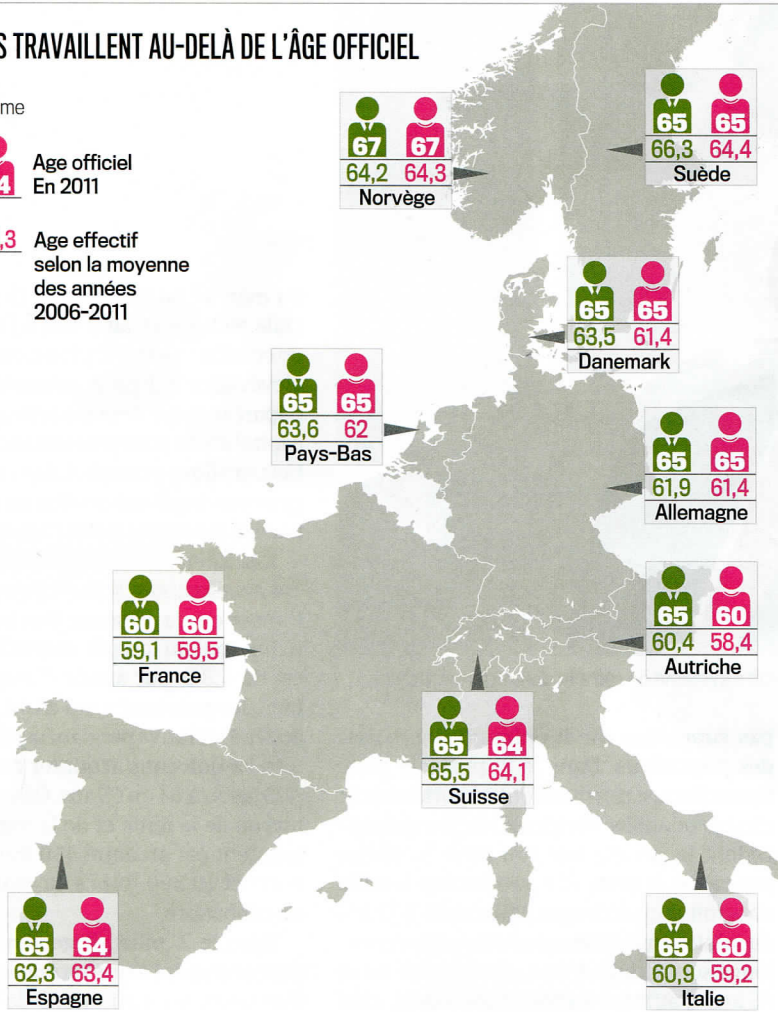 S TRAVAILLENT AU-DELÀ DE L'ÂGE OFFICIEL
me
4 Age officiel
En 2011
,3 Age effectif
selon la moyenne
des années
2006-2011
67 67
64,2 64,3
Norvège
65 65
66,3 64,4
Suède
65 65
63,5 61,4
Danemark
65 65
63,6 62
Pays-Bas
65 65
61,9 61,4
Allemagne
60 60
59,1 59,5
France
65 60
60,4 58,4
Autriche
65 64
65,5 64,1
Suisse
65 64
62,3 63,4
Espagne
65 60
60,9 59,2
Italie